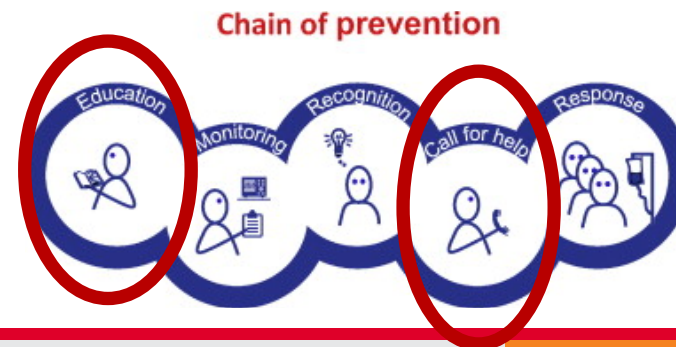 Chain of prevention
Education
Monitoring
Recognition
Call for help
Response